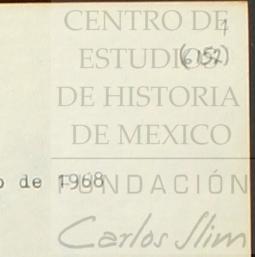 CENTRO DE 4
ESTUDIOS (6152)
DE HISTORIA
DE MEXICO
o de 1968
FUNDACIÓN
Carlos Slim